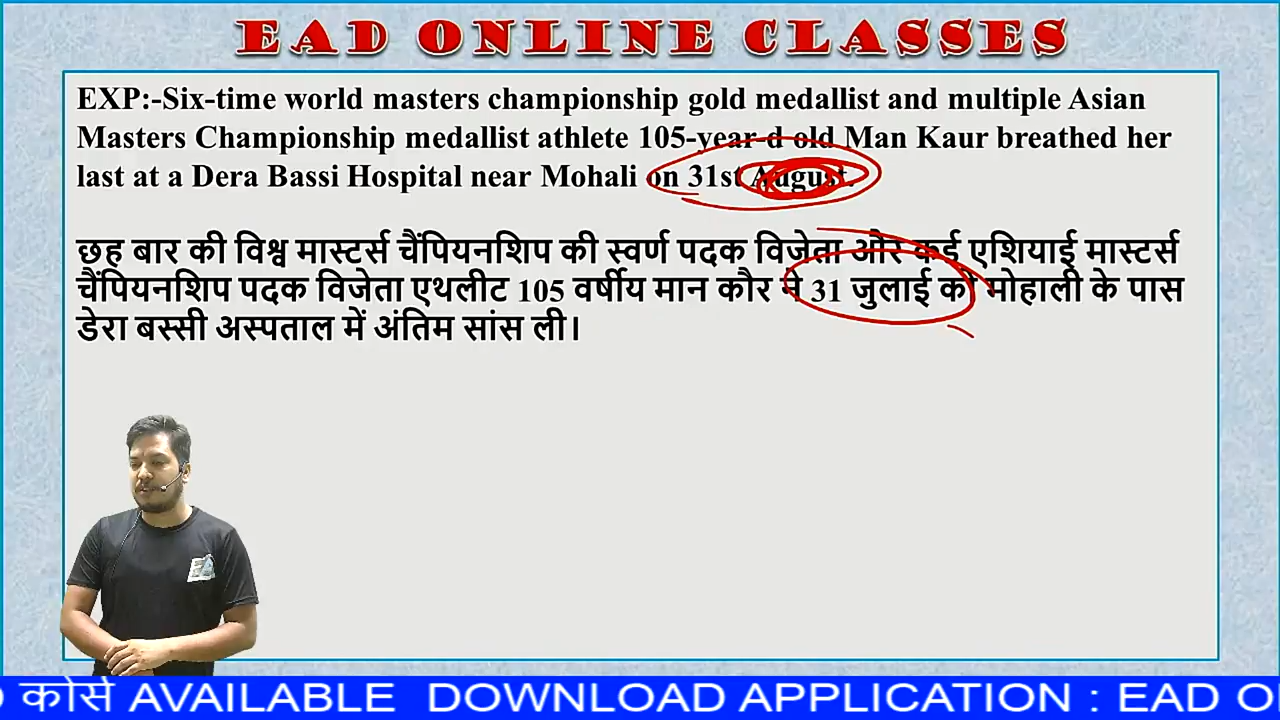 EAD ONLINE CLASSES
EXP:-Six-time world masters championship gold medallist and multiple Asian
Masters Championship medallist athlete 105-year-d old Man Kaur breathed her
last at a Dera Bassi Hospital near Mohali on 31st August.
छह बार की विश्व मास्टर्स चैंपियनशिप की स्वर्ण पदक विजेता और कई एशियाई मास्टर्स
चैंपियनशिप पदक विजेता एथलीट 105 वर्षीय मान कौर ने 31 जुलाई को मोहाली के पास
डेरा बस्सी अस्पताल में अंतिम सांस ली।
कोर्स AVAILABLE DOWNLOAD APPLICATION : EAD